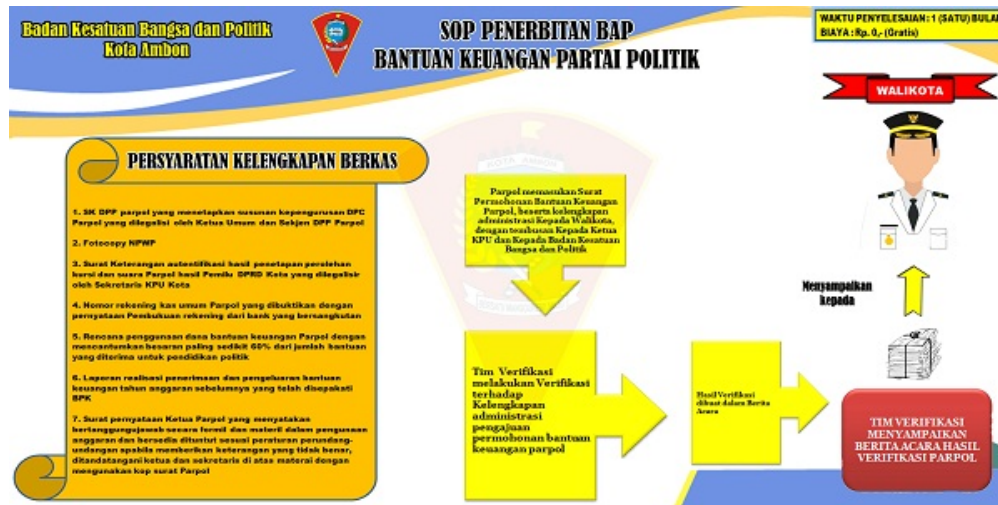 Badan Kesatuan Bangsa dan Politik
Kota Ambon
SOP PENERBITAN BAP
BANTUAN KEUANGAN PARTAI POLITIK
WAKTU PENYELESAIAN : 1 (SATU) BULA
BIAYA : Rp. 0,- (Gratis)
WALIKOTA
PERSYARATAN KELENGKAPAN BERKAS
1. SK DPP parpol yang menetapkan susunan kepengurusan DPC
Parpol yang dilegalisi oleh Ketua Umum dan Sekjen DPP Parpol
2. Fotocopy NPWP
3. Surat Keterangan autentifikasi hasil penetapan perolehan
kursi dan suara Parpol hasil Pemilu DPRD Kota yang dilegalisir
oleh Sekretaris KPU Kota
4. Nomor rekening kas umum Parpol yang dibuktikan dengan
pernyataan Pembukuan rekening dari bank yang bersangkutan
5. Rencana penggunaan dana bantuan keuangan Parpol dengan
mencantumkan besaran paling sedikit 60% dari jumlah bantuan
yang diterima untuk pendidikan politik
6. Laporan realisasi penerimaan dan pengeluaran bantuan
keuangan tahun anggaran sebelumnya yang telah disepakati
BPK
7. Surat pernyataan Ketua Parpol yang menyatakan
bertanggungujawab secara formil dan materil dalam pengunaan
anggaran dan bersedia dituntut sesuai peraturan perundang-
undangan apabila memberikan keterangan yang tidak benar,
ditandatangani ketua dan sekretaris di atas materai dengan
mengunakan kop surat Parpol
Parpol memasukan Surat
Permohonan Bantuan Keuangan
Parpol, beserta kelengkapan
administrasi Kepada Walikota,
dengan tembusan Kepada Ketua
KPU dan Kepada Badan Kesatuan
Bangsa dan Politik
Tim Verifikasi
melakukan Verifikasi
terhadap
Kelengkapan
administrasi
pengajuan
permohonan bantuan
keuangan parpol
Hasil Verifikasi
dibuat dalam Berita
Acara
Menyampaikan
kepada
TIM VERIFIKASI
MENYAMPAIKAN
BERITA ACARA HASIL
VERIFIKASI PARPOL
KOTA AMBON